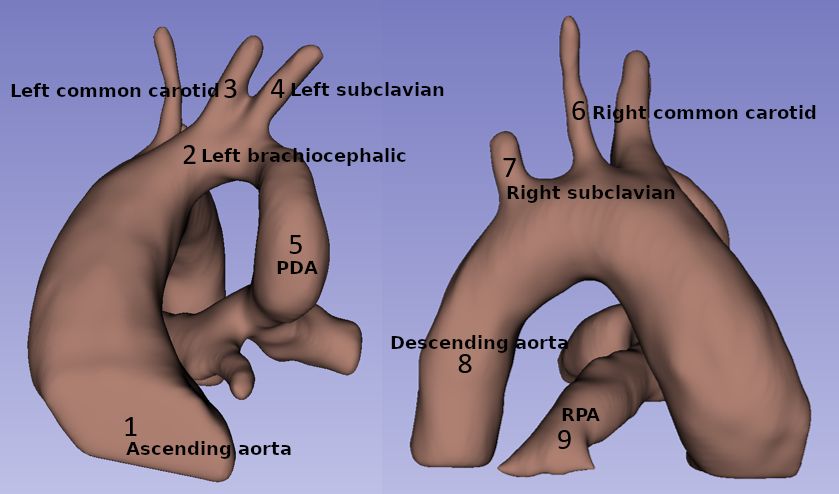 Left common carotid 3 4 Left subclavian
2 Left brachiocephalic
5
PDA
1
Ascending aorta
6 Right common carotid
7
Right subclavian
Descending aorta
8
RPA
9